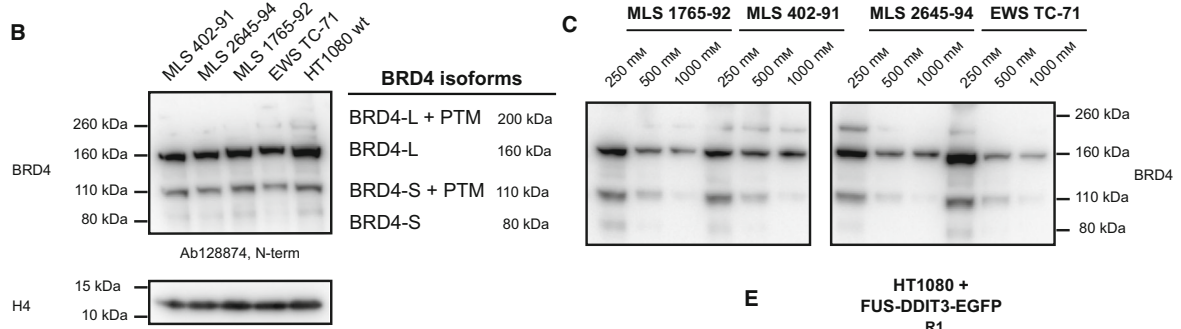 B
MLS 402-91
MLS 2645-94
MLS 1765-92
EWS TC-71
HT1080 wt
260 kDa
160 kDa
110 kDa
80 kDa
BRD4
Ab128874, N-term
15 kDa
10 kDa
H4
BRD4 isoforms
BRD4-L + PTM 200 kDa
BRD4-L 160 kDa
BRD4-S + PTM 110 kDa
BRD4-S 80 kDa
C
MLS 1765-92 MLS 402-91 MLS 2645-94 EWS TC-71
250 mM 500 mM 1000 mM 250 mM 500 mM 1000 mM 250 mM 500 mM 1000 mM 250 mM 500 mM 1000 mM
260 kDa
160 kDa
110 kDa
80 kDa
BRD4
E
HT1080 +
FUS-DDIT3-EGFP
R1